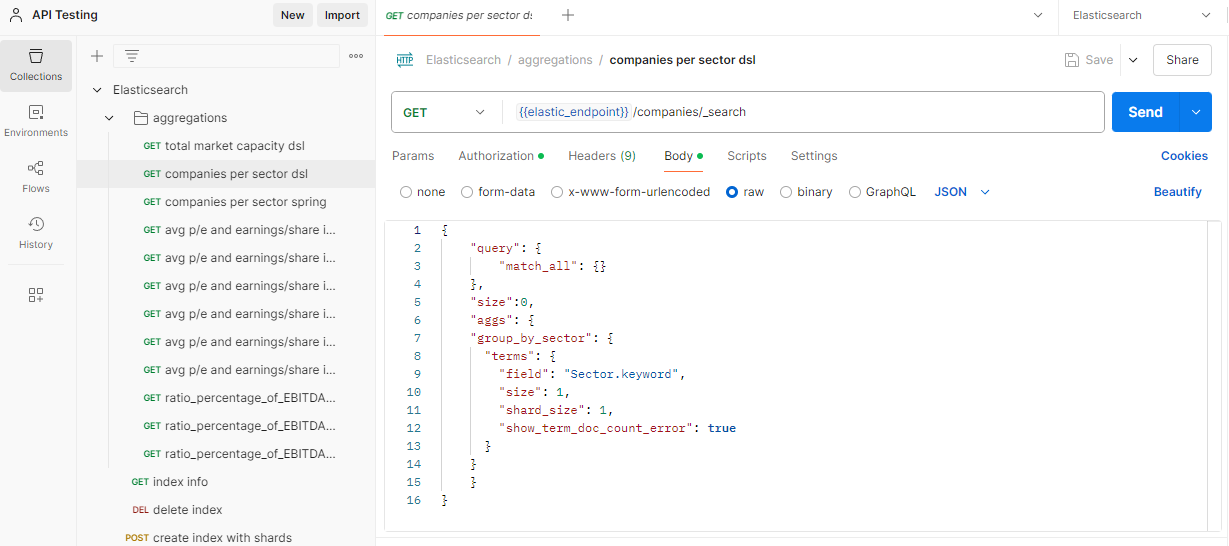 API Testing
New
Import
Collections
Environments
Flows
History
Elasticsearch
aggregations
GET total market capacity dsl
GET companies per sector dsl
GET companies per sector spring
GET avg p/e and earnings/share i...
GET avg p/e and earnings/share i...
GET avg p/e and earnings/share i...
GET avg p/e and earnings/share i...
GET avg p/e and earnings/share i...
GET avg p/e and earnings/share i...
GET ratio_percentage_of_EBITDA...
GET ratio_percentage_of_EBITDA...
GET ratio_percentage_of_EBITDA...
GET index info
DEL delete index
POST create index with shards
GET companies per sector ds
Elasticsearch
HTTP Elasticsearch / aggregations / companies per sector dsl
Save
Share
GET
{{elastic_endpoint}} /companies/_search
Send
Params Authorization Headers (9) Body Scripts Settings
Cookies
none form-data x-www-form-urlencoded raw binary GraphQL JSON
Beautify
1 {
2 "query": {
3 "match_all": {}
4 },
5 "size":0,
6 "aggs": {
7 "group_by_sector": {
8 "terms": {
9 "field": "Sector.keyword",
10 "size": 1,
11 "shard_size": 1,
12 "show_term_doc_count_error": true
13 }
14 }
15 }
16 }